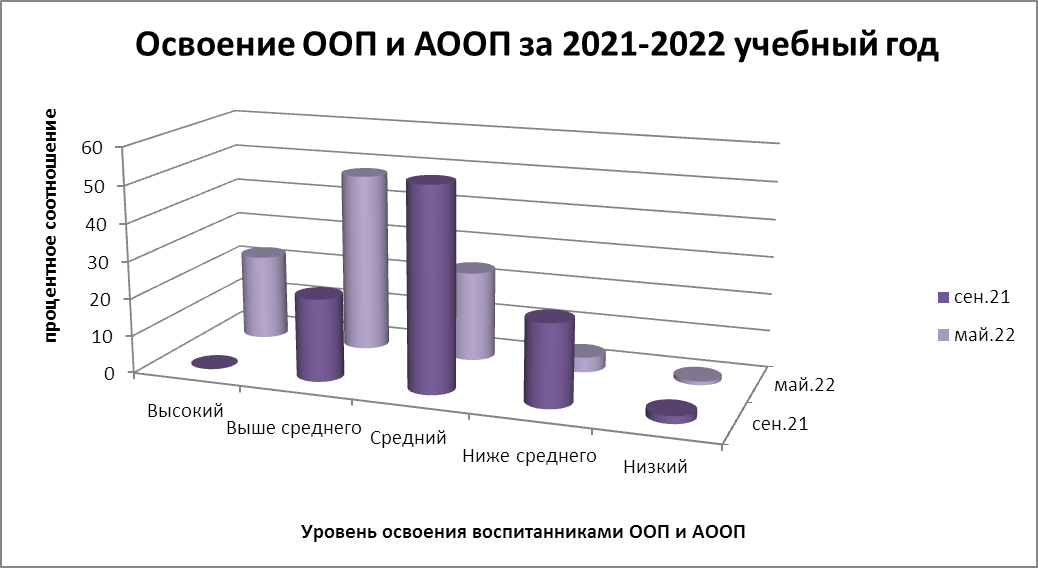 Освоение ООП и АООП за 2021-2022 учебный год
процентное соотношение
60
50
40
30
20
10
0
Высокий
Выше среднего
Средний
Ниже среднего
Низкий
май.22
сен.21
сен.21
май.22
Уровень освоения воспитанниками ООП и АООП